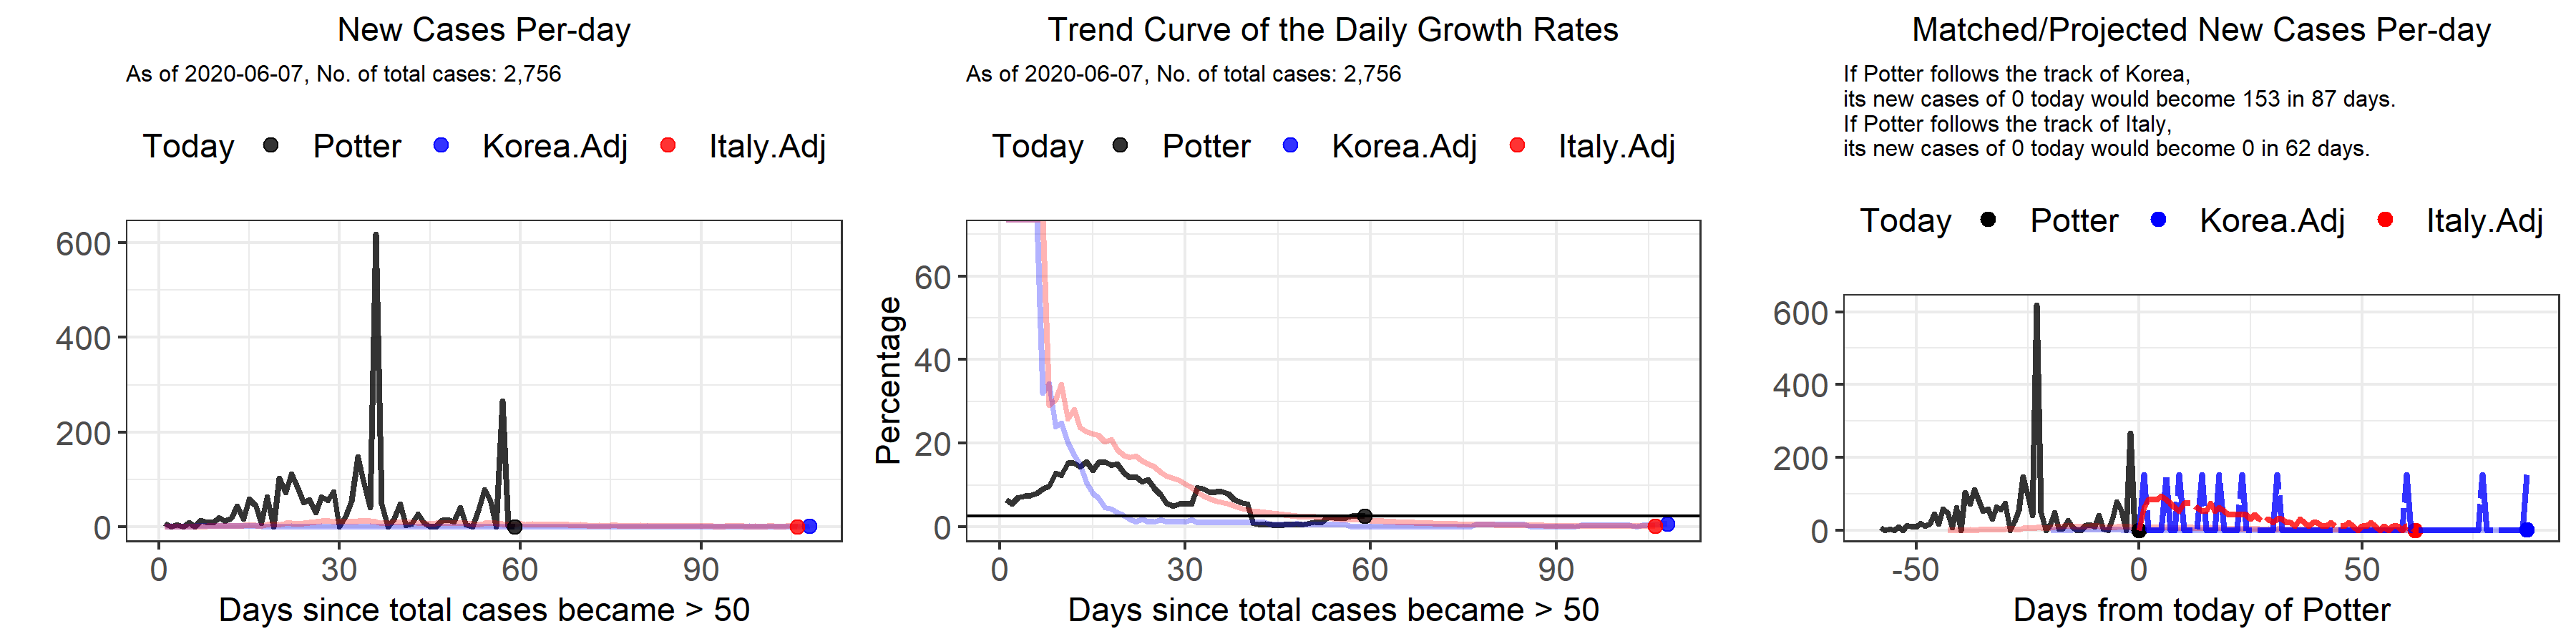 New Cases Per-day
As of 2020-06-07, No. of total cases: 2,756
Today Potter Korea.Adj Italy.Adj
600
400
200
0
0 30 60 90
Days since total cases became > 50
Trend Curve of the Daily Growth Rates
As of 2020-06-07, No. of total cases: 2,756
Today Potter Korea.Adj Italy.Adj
Percentage
60
40
20
0
0 30 60 90
Days since total cases became > 50
Matched/Projected New Cases Per-day
If Potter follows the track of Korea,
its new cases of 0 today would become 153 in 87 days.
If Potter follows the track of Italy,
its new cases of 0 today would become 0 in 62 days.
Today Potter Korea.Adj Italy.Adj
600
400
200
0
-50 0 50
Days from today of Potter